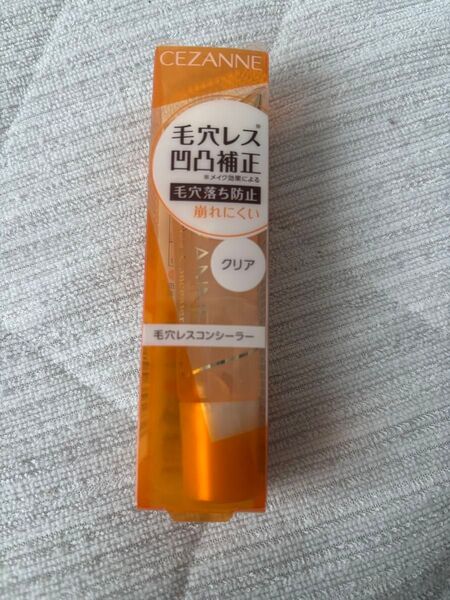 CEZANNE
毛穴レス※
凹凸補正
※メイク効果による
毛穴落ち防止
崩れにくい
クリア
毛穴レスコンシーラー